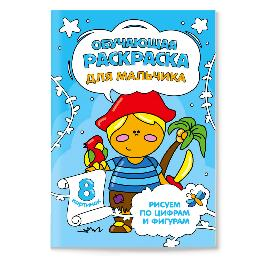 ОБУЧАЮЩАЯ
РАСКРАСКА
ДЛЯ МАЛЬЧИКА
8
картинок
РИСУЕМ
ПО ЦИФРАМ
И ФИГУРАМ